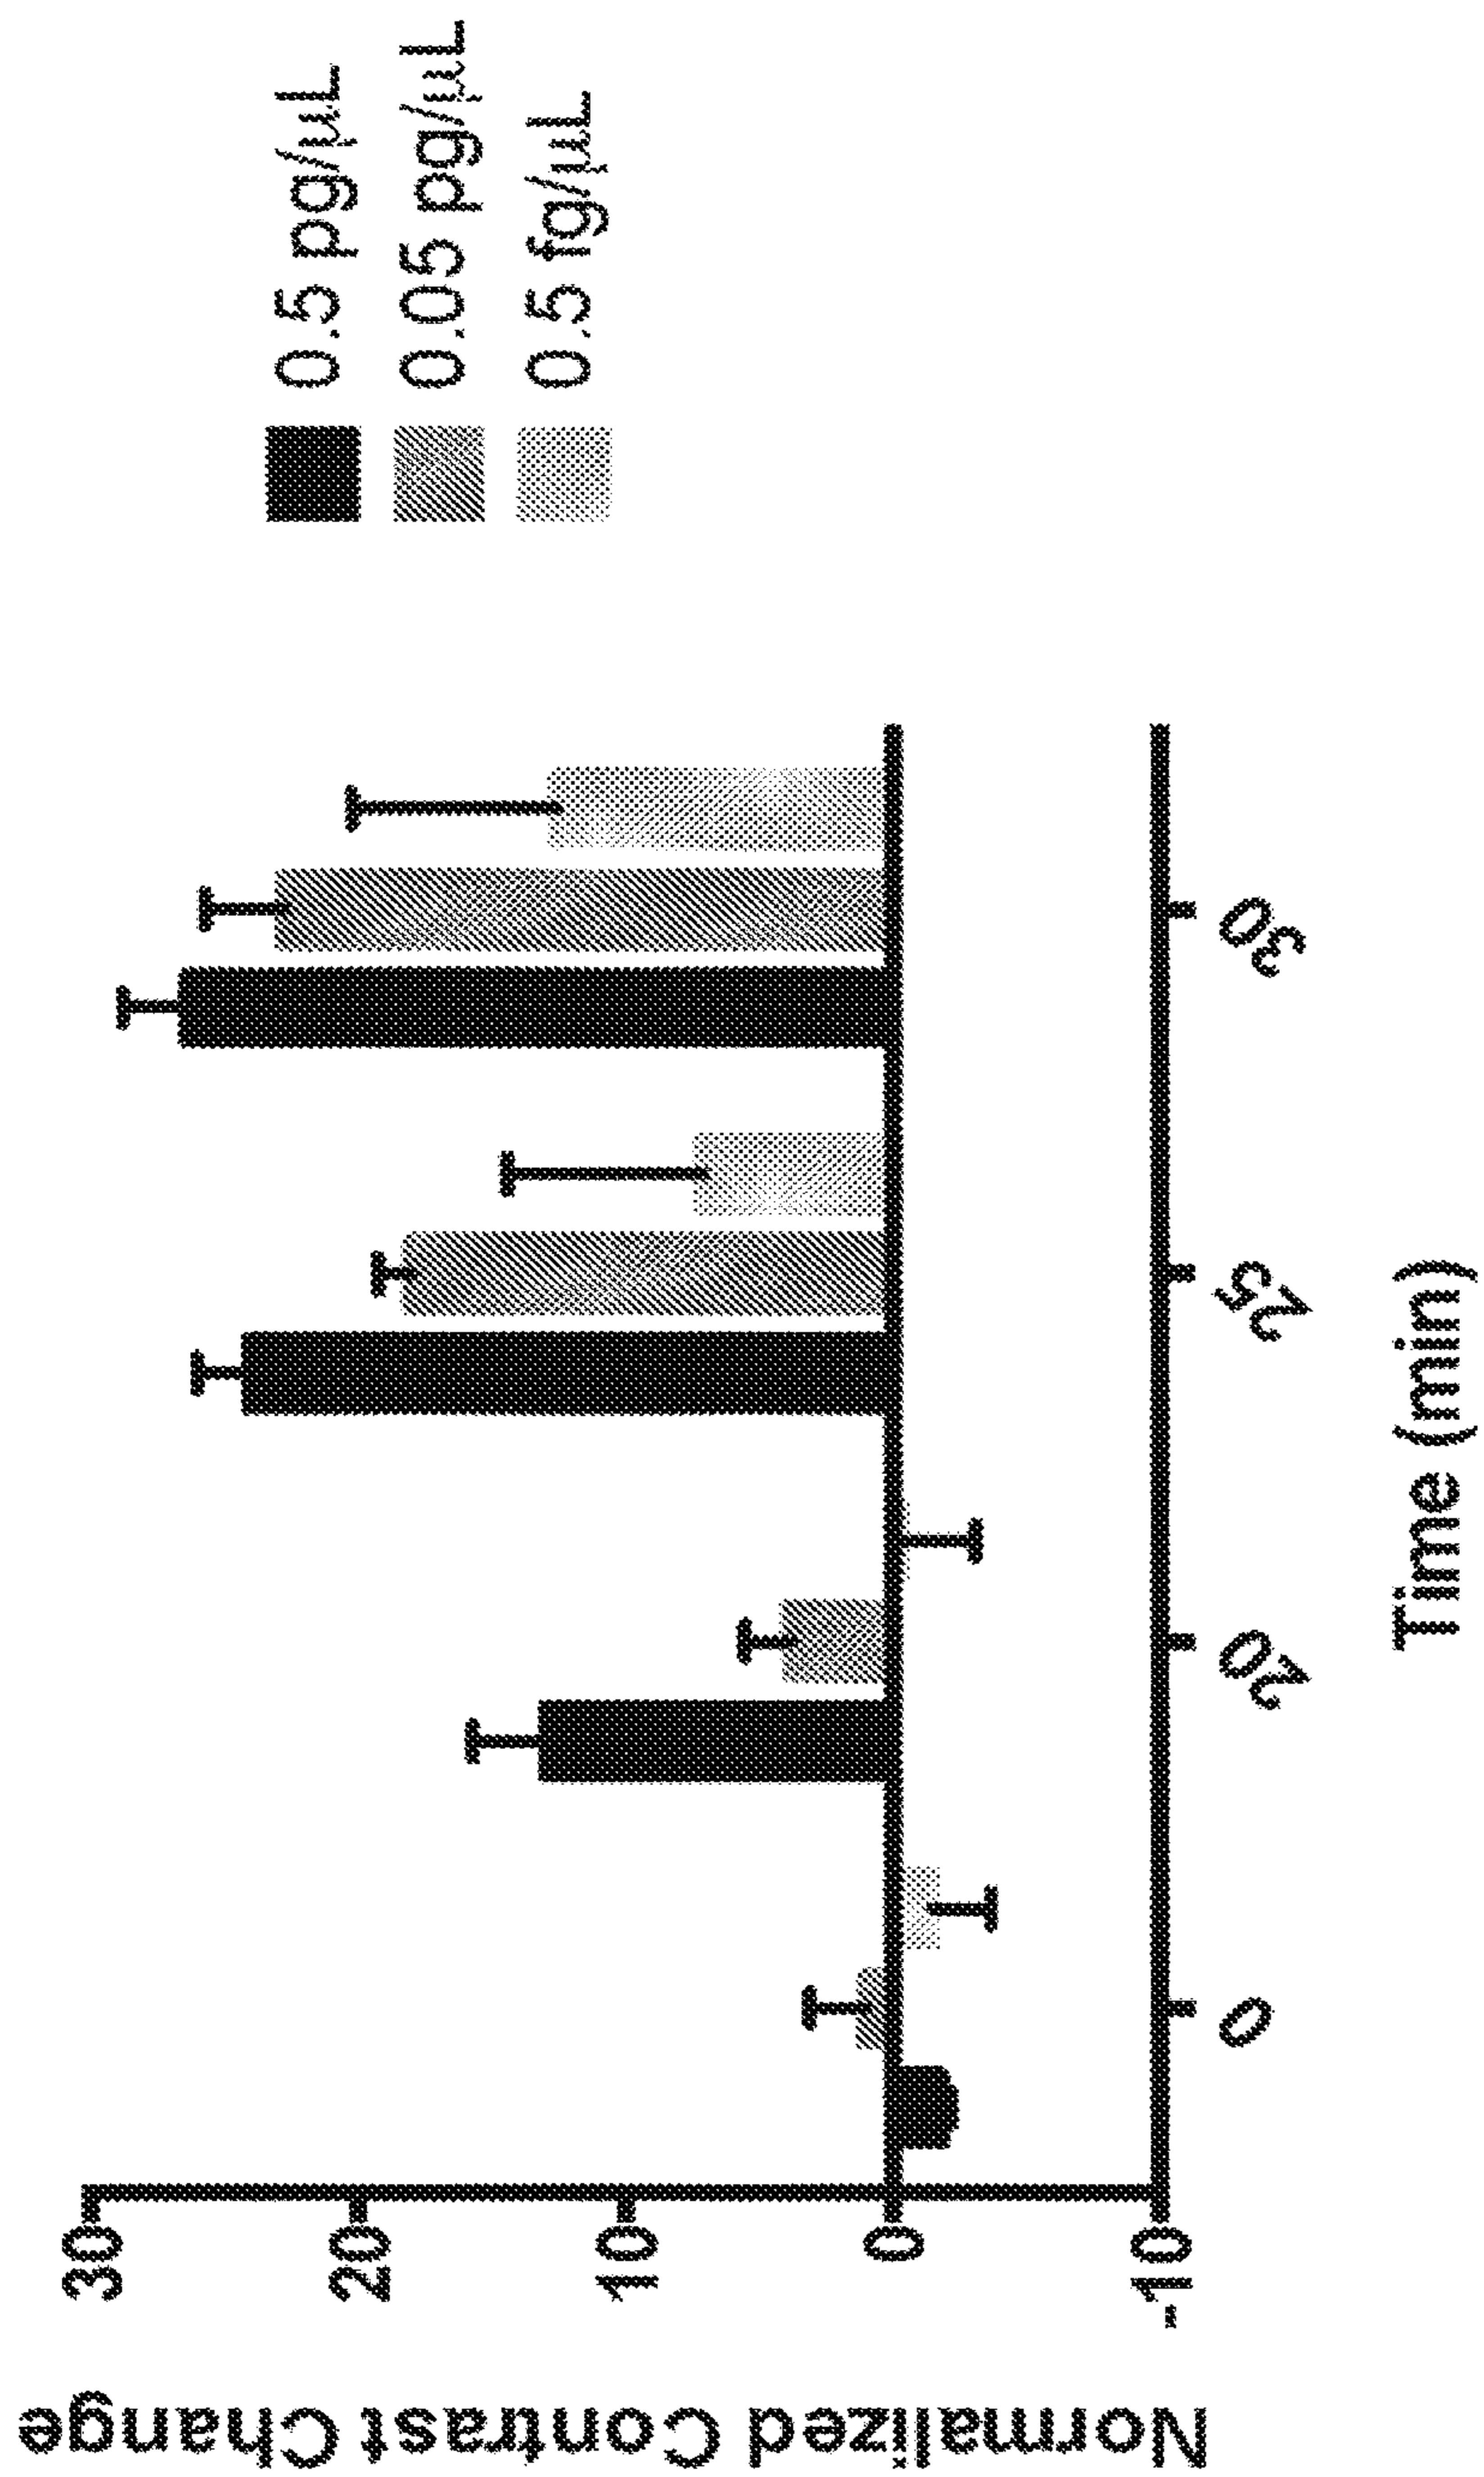 Normalized Contrast Change
30
20
10
0
-10
0
20
25
30
Time (min)
0.5 pg/µL
0.05 pg/µL
0.5 fg/µL